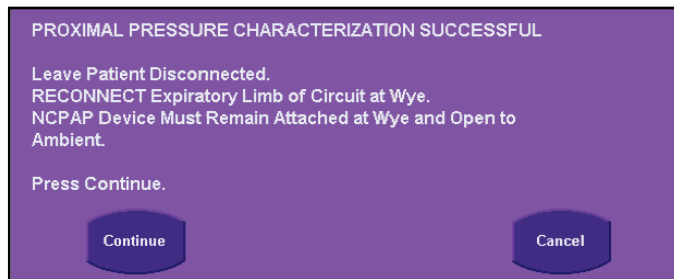 PROXIMAL PRESSURE CHARACTERIZATION SUCCESSFUL
Leave Patient Disconnected.
RECONNECT Expiratory Limb of Circuit at Wye.
NCPAP Device Must Remain Attached at Wye and Open to
Ambient.
Press Continue.
Continue
Cancel